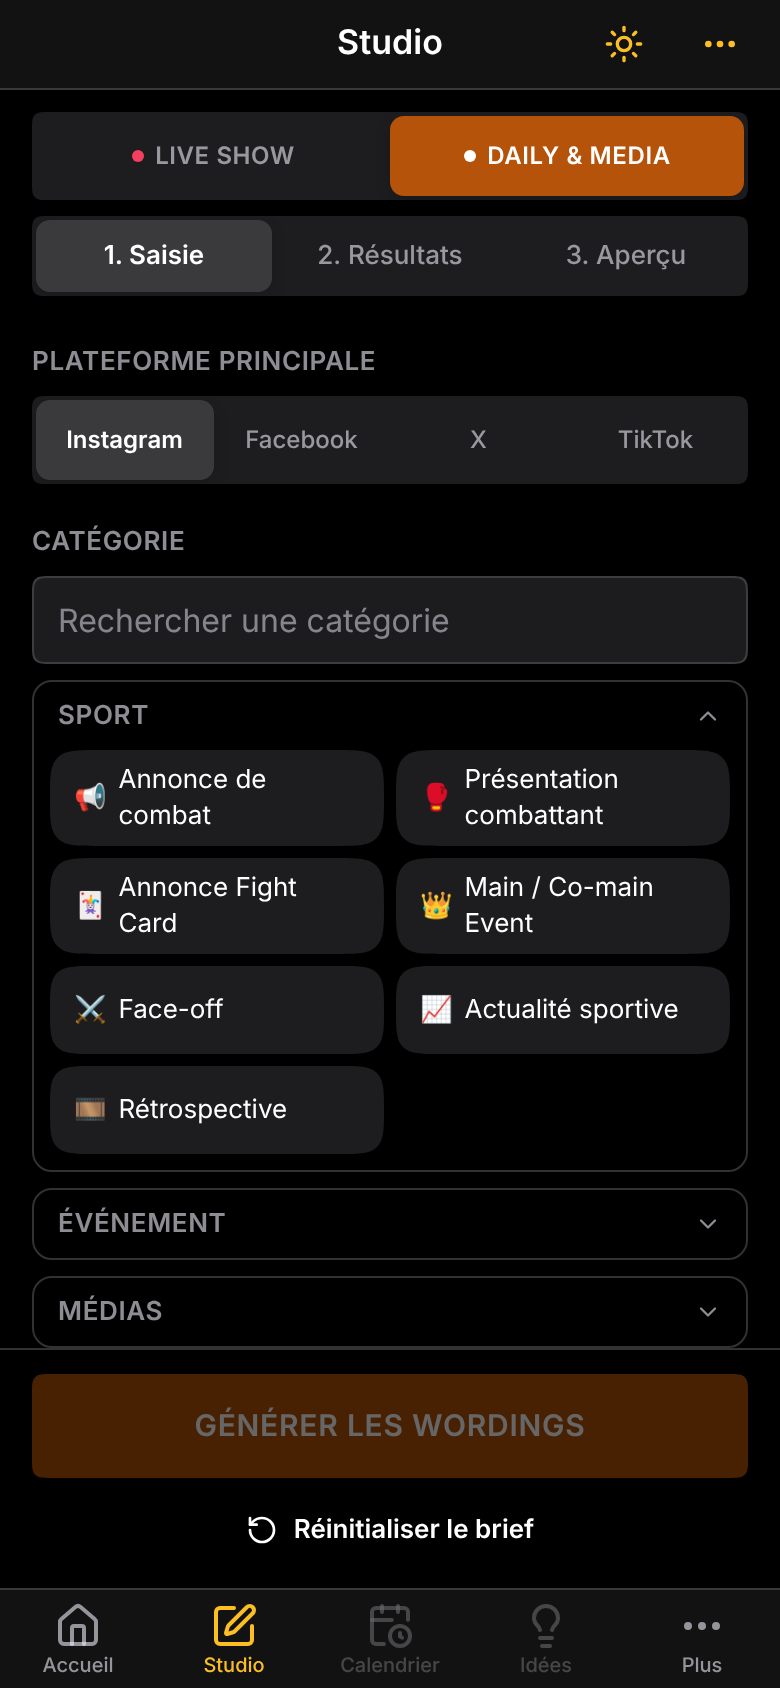 Studio
LIVE SHOW
DAILY & MEDIA
1. Saisie
2. Résultats
3. Aperçu
PLATEFORME PRINCIPALE
Instagram
Facebook
X
TikTok
CATÉGORIE
Rechercher une catégorie
SPORT
Annonce de
combat
Présentation
combattant
Annonce Fight
Card
Main / Co-main
Event
Face-off
Actualité sportive
Rétrospective
ÉVÉNEMENT
MÉDIAS
GÉNÉRER LES WORDINGS
Réinitialiser le brief
Accueil
Studio
Calendrier
Idées
Plus